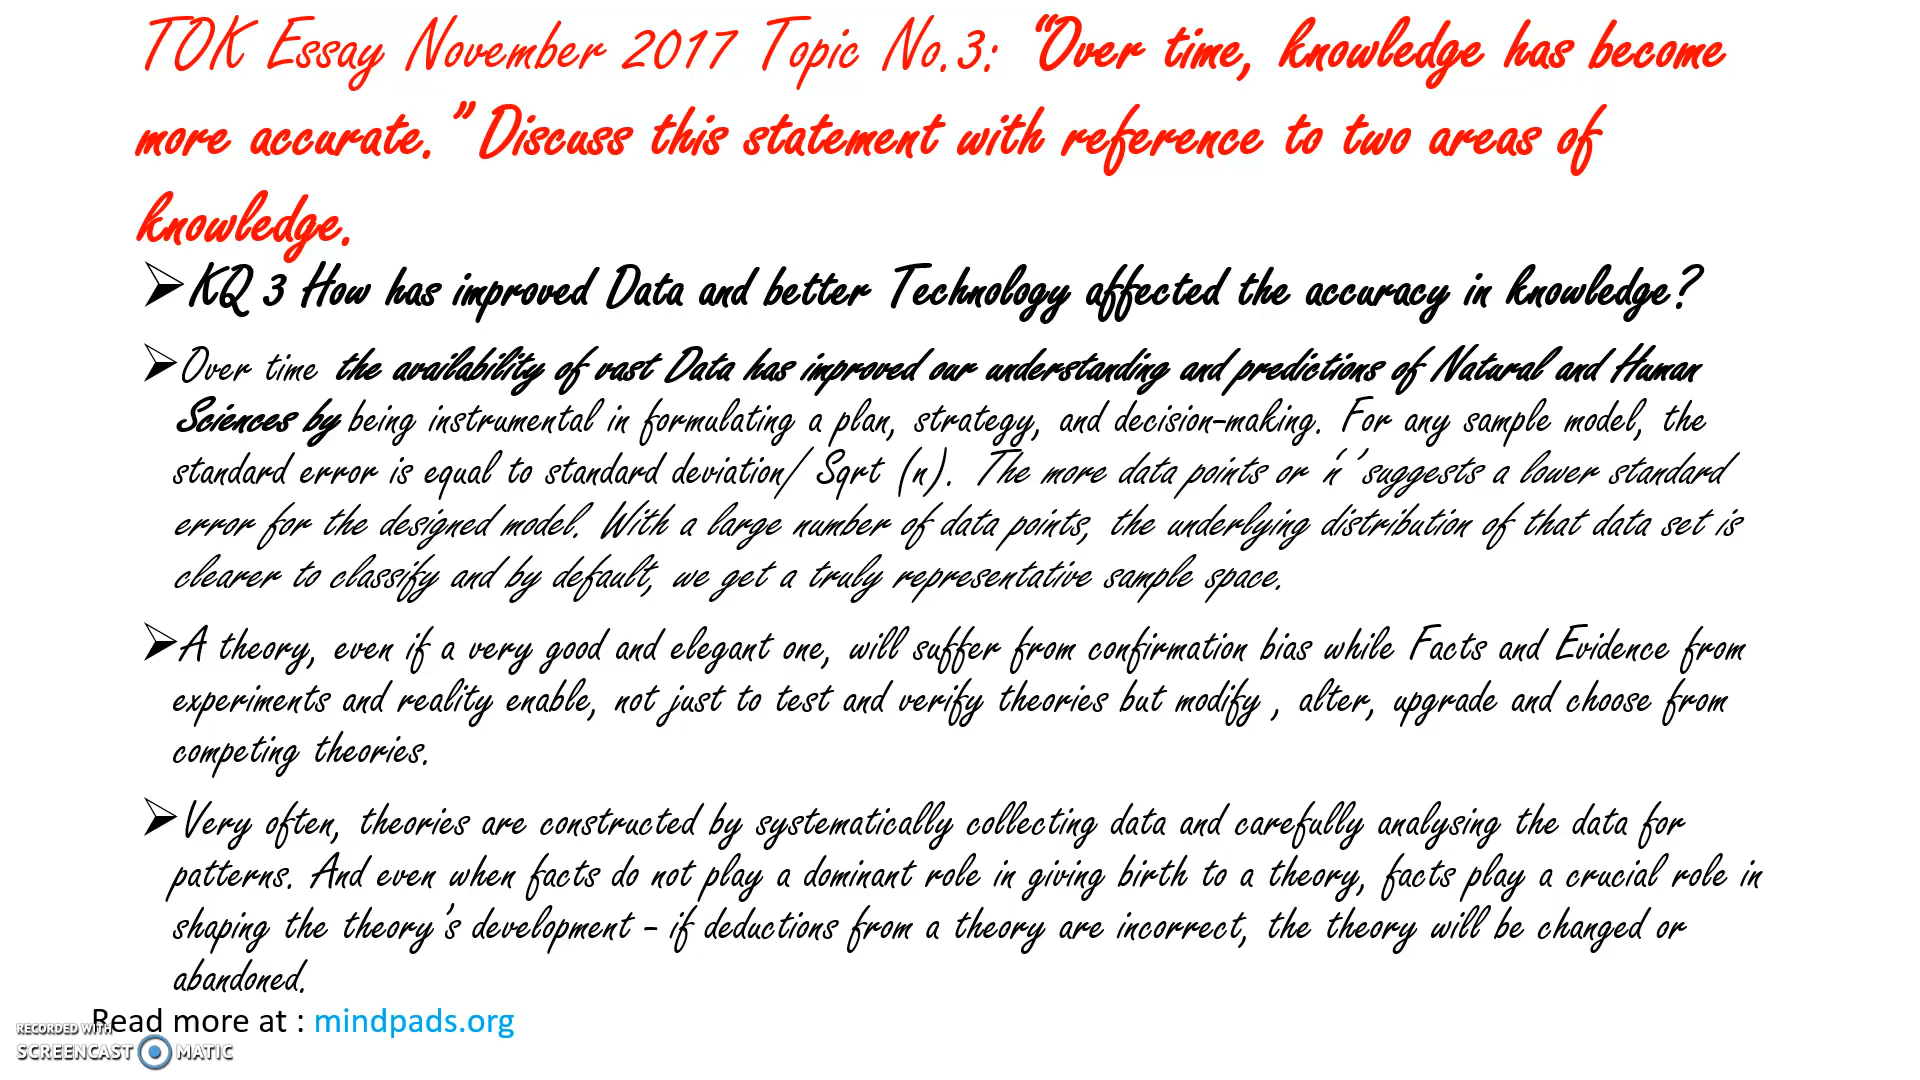 TOK Essay November 2017 Topic No.3: “Over time, knowledge has become
more accurate.” Discuss this statement with reference to two areas of
knowledge.
➢KQ 3 How has improved Data and better Technology affected the accuracy in knowledge?
➢Over time the availability of vast Data has improved our understanding and predictions of Natural and Human
Sciences by being instrumental in formulating a plan, strategy, and decision-making. For any sample model, the
standard error is equal to standard deviation/ Sqrt (n). The more data points or ‘n’ suggests a lower standard
error for the designed model. With a large number of data points, the underlying distribution of that data set is
clearer to classify and by default, we get a truly representative sample space.
➢A theory, even if a very good and elegant one, will suffer from confirmation bias while Facts and Evidence from
experiments and reality enable, not just to test and verify theories but modify , alter, upgrade and choose from
competing theories.
➢Very often, theories are constructed by systematically collecting data and carefully analysing the data for
patterns. And even when facts do not play a dominant role in giving birth to a theory, facts play a crucial role in
shaping the theory’s development - if deductions from a theory are incorrect, the theory will be changed or
abandoned.
Read more at : mindpads.org
RECORDED WITH
SCREENCAST MATIC